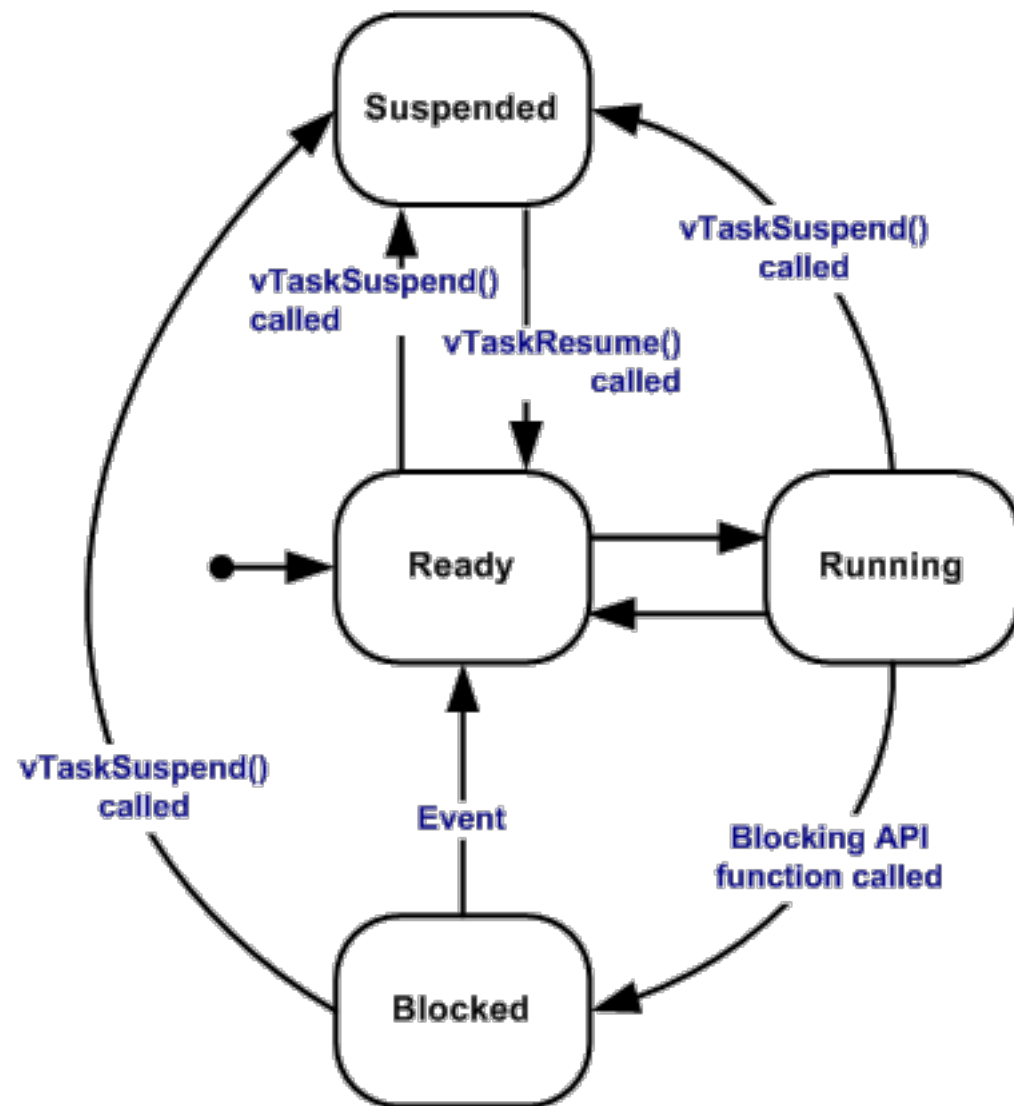 Suspended
vTaskSuspend()
called
vTaskSuspend()
called
vTaskResume()
called
Ready
Running
vTaskSuspend()
called
Event
Blocking API
function called
Blocked